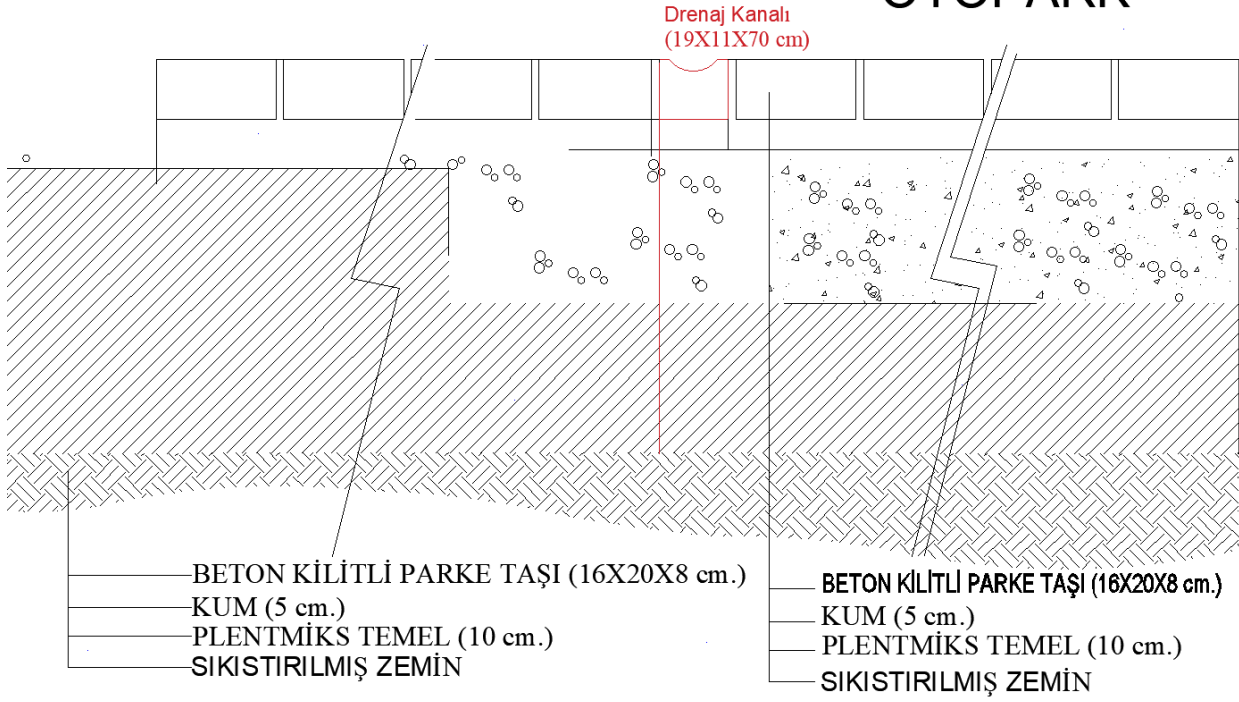 OTOPARK
Drenaj Kanalı
(19X11X70 cm)
BETON KİLİTLİ PARKE TAŞI (16X20X8 cm.)
KUM (5 cm.)
PLENTMİKS TEMEL (10 cm.)
SIKISTIRILMIŞ ZEMİN
BETON KİLİTLİ PARKE TAŞI (16X20X8 cm.)
KUM (5 cm.)
PLENTMİKS TEMEL (10 cm.)
SIKISTIRILMIŞ ZEMİN